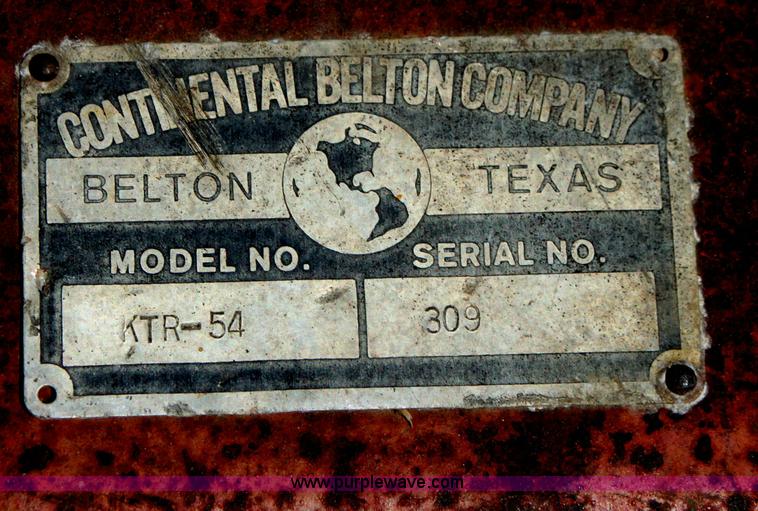 CONTINENTAL BELTON COMPANY
BELTON TEXAS
MODEL NO. SERIAL NO.
KTR-54 309
www.purplewave.com